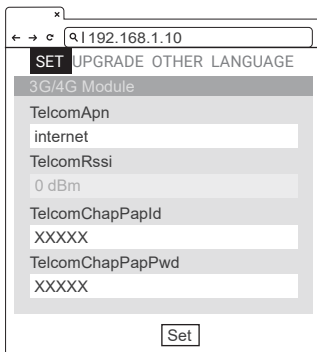 192.168.1.10
SET UPGRADE OTHER LANGUAGE
3G/4G Module
TelcomApn
internet
TelcomRssi
0 dBm
TelcomChapPapId
XXXXX
TelcomChapPapPwd
XXXXX
Set